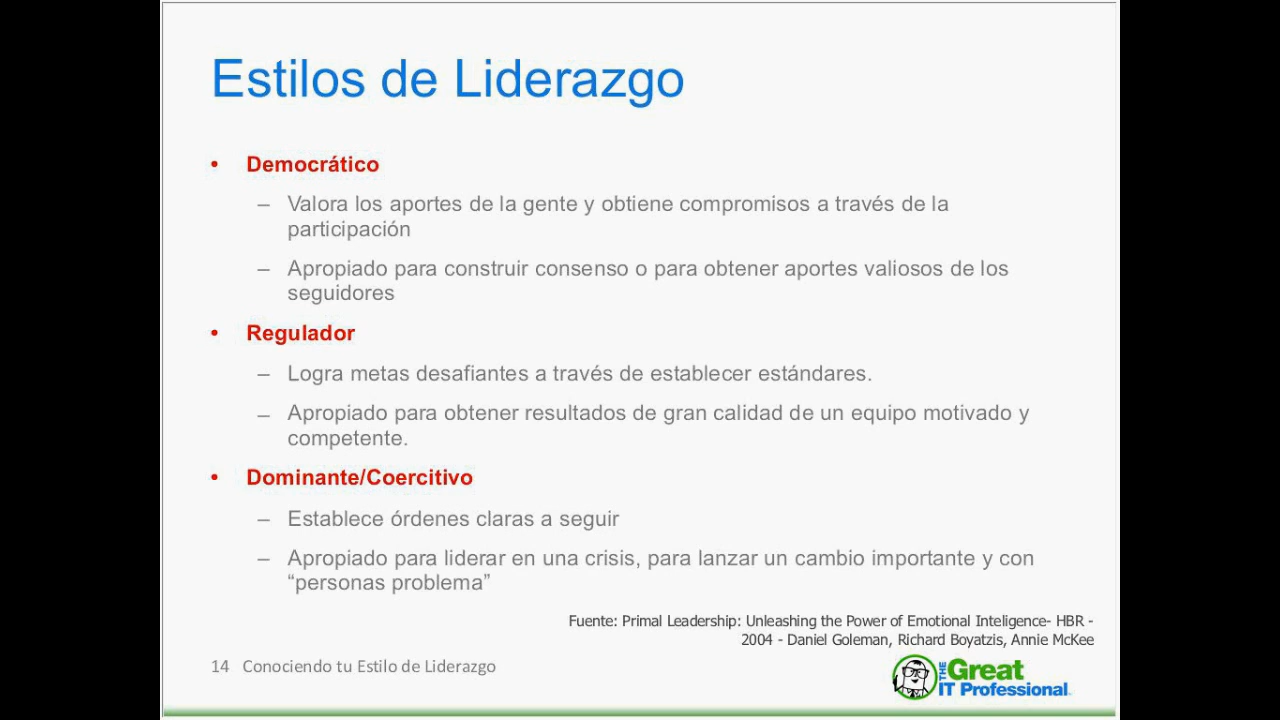 Estilos de Liderazgo
• Democrático
– Valora los aportes de la gente y obtiene compromisos a través de la
participación
– Apropiado para construir consenso o para obtener aportes valiosos de los
seguidores
• Regulador
– Logra metas desafiantes a través de establecer estándares.
– Apropiado para obtener resultados de gran calidad de un equipo motivado y
competente.
• Dominante/Coercitivo
– Establece órdenes claras a seguir
– Apropiado para liderar en una crisis, para lanzar un cambio importante y con
“personas problema”
Fuente: Primal Leadership: Unleashing the Power of Emotional Inteligence- HBR -
2004 - Daniel Goleman, Richard Boyatzis, Annie McKee
14 Conociendo tu Estilo de Liderazgo
THE Great
IT Professional